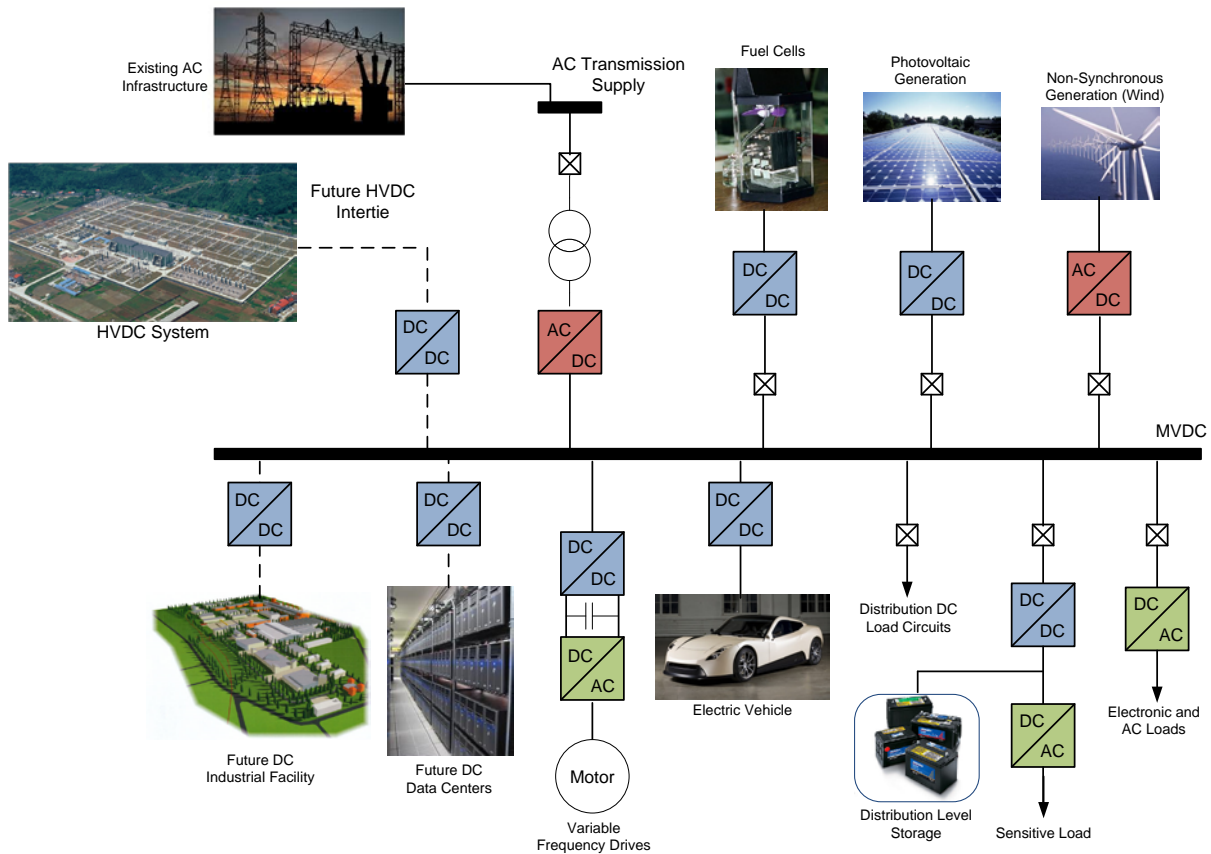 Existing AC
Infrastructure
AC Transmission
Supply
Fuel Cells
Photovoltaic
Generation
Non-Synchronous
Generation (Wind)
Future HVDC
Intertie
HVDC System
DC
DC
AC
DC
DC
DC
DC
DC
AC
DC
MVDC
DC
DC
DC
DC
DC
DC
DC
AC
DC
DC
DC
DC
DC
AC
DC
AC
Distribution DC
Load Circuits
Electric Vehicle
Electronic and
AC Loads
Future DC
Industrial Facility
Future DC
Data Centers
Motor
Variable
Frequency Drives
Distribution Level
Storage
Sensitive Load